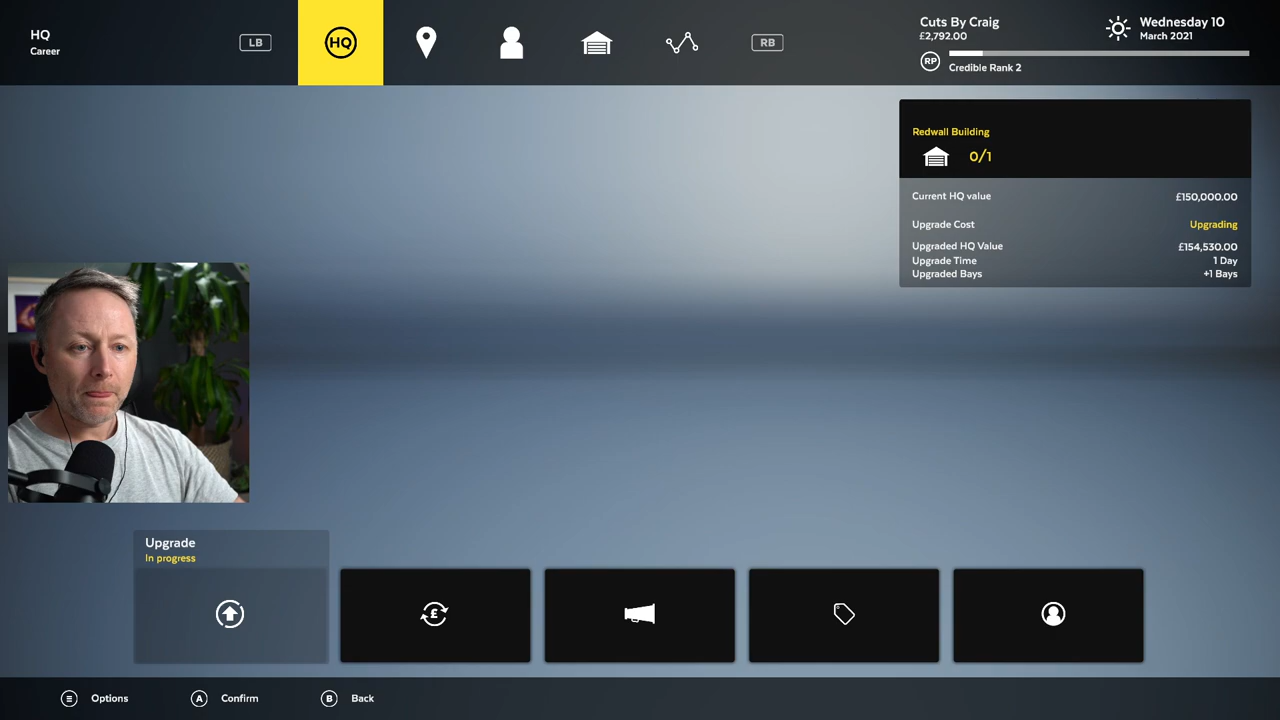 HQ
Career
LB
HQ
RB
Cuts By Craig
£2,792.00
Wednesday 10
March 2021
RP
Credible Rank 2
Redwall Building
0/1
Current HQ value £150,000.00
Upgrade Cost Upgrading
Upgraded HQ Value £154,530.00
Upgrade Time 1 Day
Upgraded Bays +1 Bays
Upgrade
In progress
£
Options
A Confirm
B Back